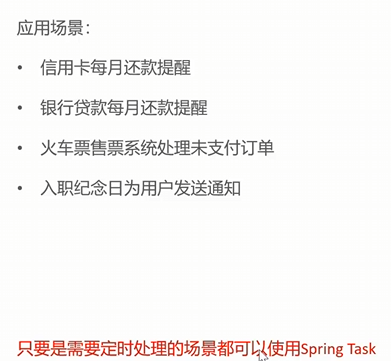 应用场景：
• 信用卡每月还款提醒
• 银行贷款每月还款提醒
• 火车票售票系统处理未支付订单
• 入职纪念日为用户发送通知
只要是需要定时处理的场景都可以使用Spring Task